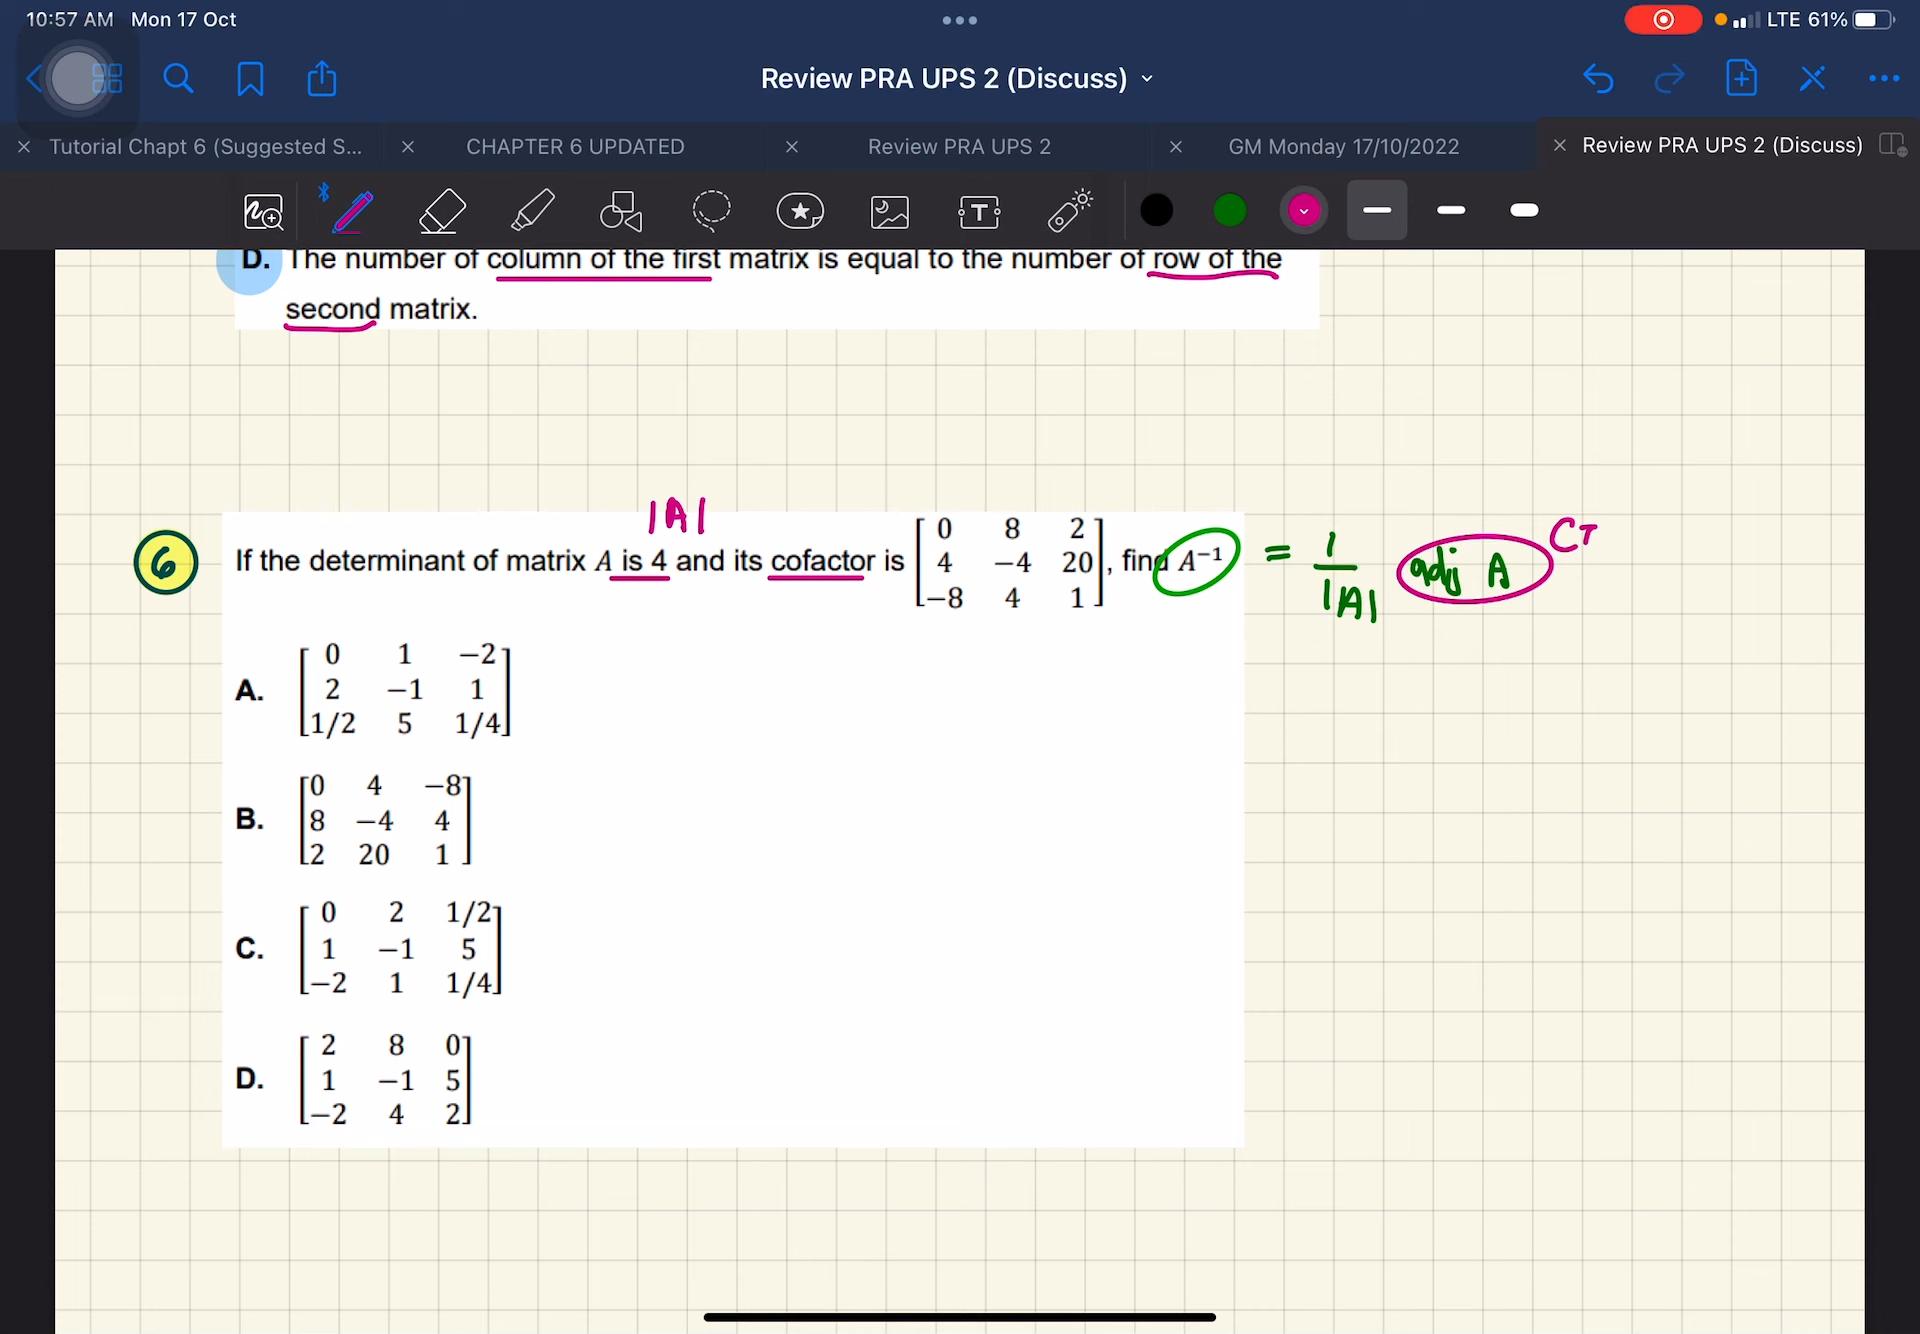 10:57 AM Mon 17 Oct
LTE 61%
Review PRA UPS 2 (Discuss)
Tutorial Chapt 6 (Suggested S...
CHAPTER 6 UPDATED
Review PRA UPS 2
GM Monday 17/10/2022
Review PRA UPS 2 (Discuss)
D. The number of column of the first matrix is equal to the number of row of the
second matrix.
|A|
6 If the determinant of matrix A is 4 and its cofactor is [0 8 2
4 −4 20
−8 4 1], find A⁻¹ = 1/|A| adj A Cᵀ
A. [0 1 −2
2 −1 1
1/2 5 1/4]
B. [0 4 −8
8 −4 4
2 20 1]
C. [0 2 1/2
1 −1 5
−2 1 1/4]
D. [2 8 0
1 −1 5
−2 4 2]